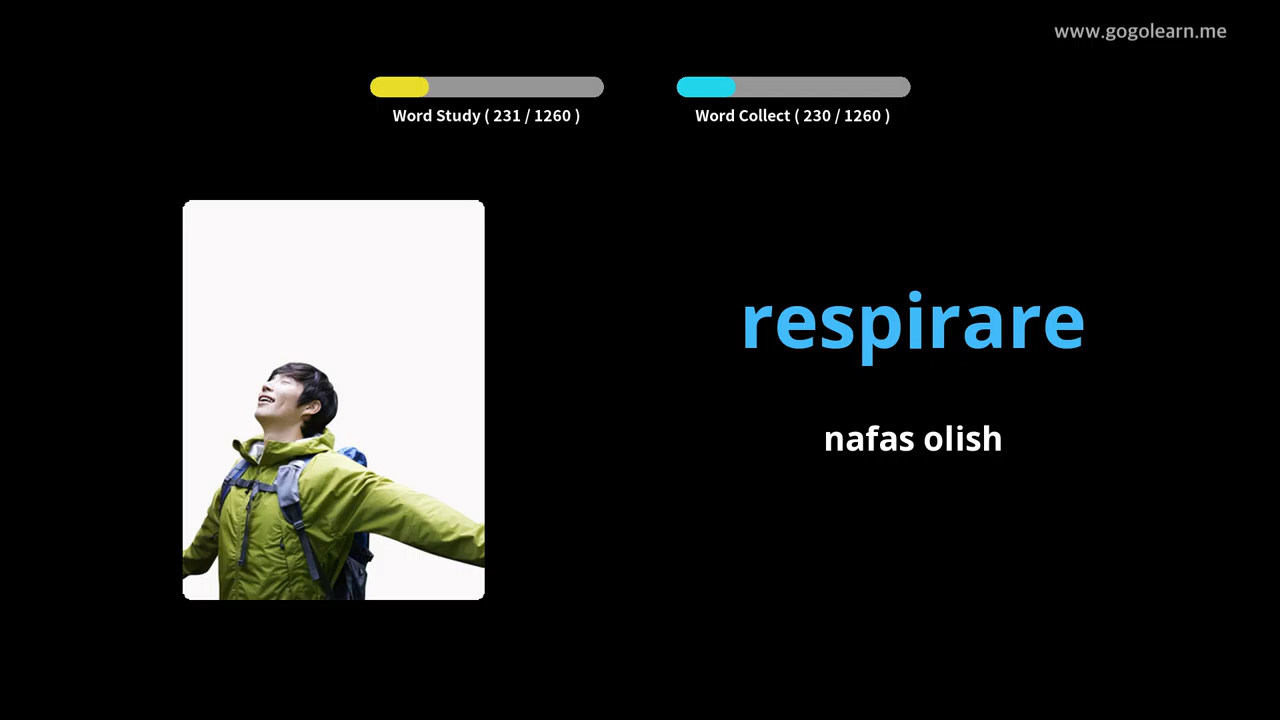 www.gogolearn.me
Word Study ( 231 / 1260 )
Word Collect ( 230 / 1260 )
respirare
nafas olish